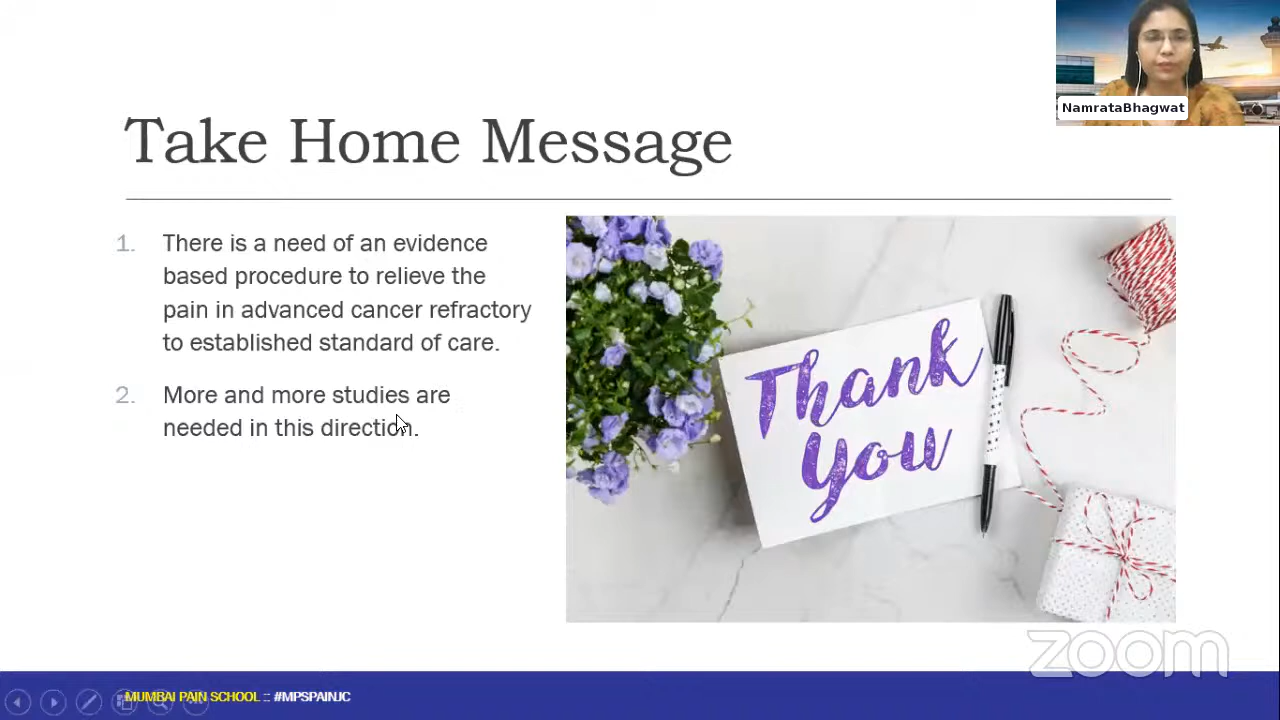 NamrataBhagwat
Take Home Message
1. There is a need of an evidence
based procedure to relieve the
pain in advanced cancer refractory
to established standard of care.
2. More and more studies are
needed in this direction.
Thank
You
zoom
MUMBAI PAIN SCHOOL :: #MPSPAINJC